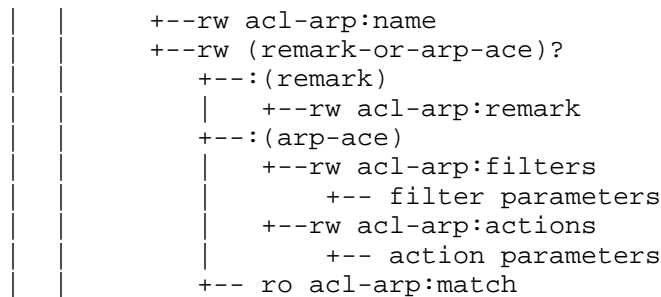 |    |      +--rw acl-arp:name
|    |      +--rw (remark-or-arp-ace)?
|    |         +--:(remark)
|    |         |  +--rw acl-arp:remark
|    |         +--:(arp-ace)
|    |         |  +--rw acl-arp:filters
|    |         |      +-- filter parameters
|    |         |  +--rw acl-arp:actions
|    |         |      +-- action parameters
|    |         +-- ro acl-arp:match